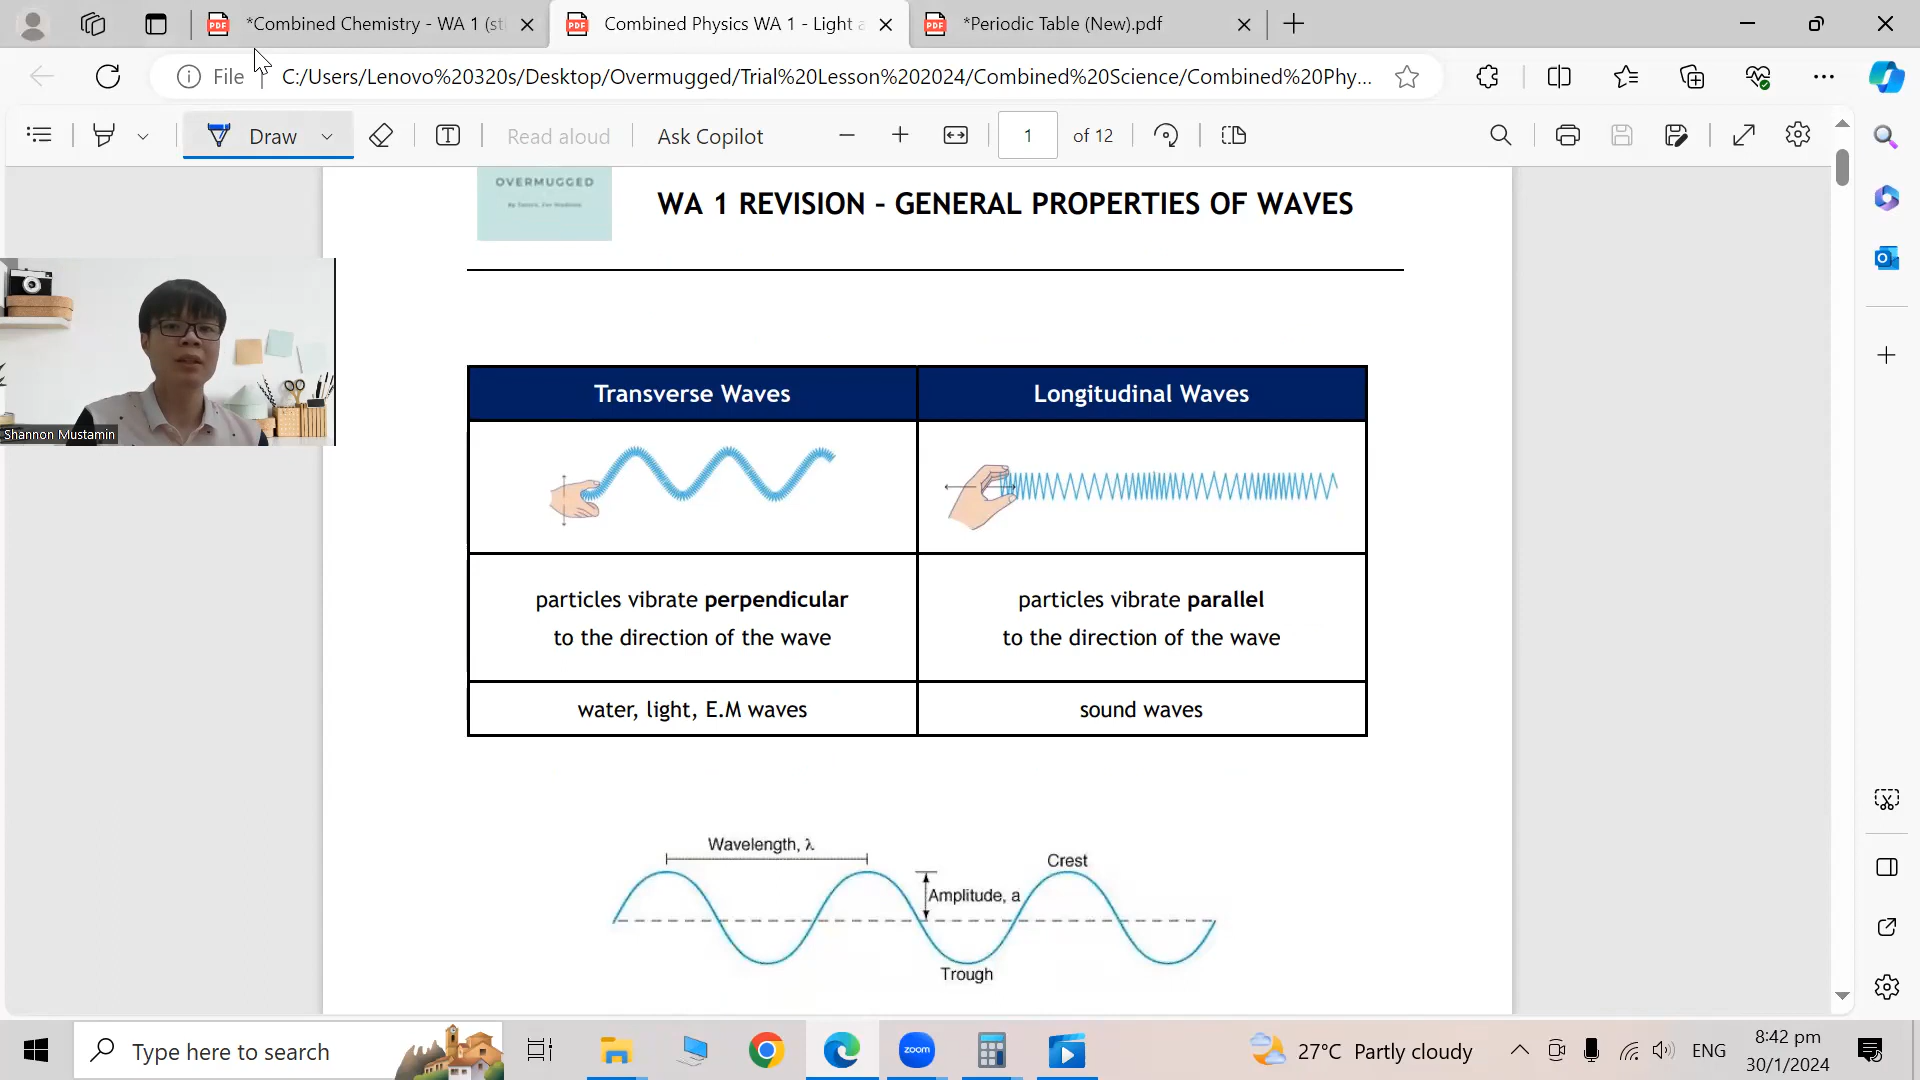 *Combined Chemistry - WA 1 (st
Combined Physics WA 1 - Light a
*Periodic Table (New).pdf
File
C:/Users/Lenovo%20320s/Desktop/Overmugged/Trial%20Lesson%202024/Combined%20Science/Combined%20Phy...
Draw
Read aloud
Ask Copilot
1
of 12
OVERMUGGED
WA 1 REVISION – GENERAL PROPERTIES OF WAVES
Shannon Mustamin
Transverse Waves
Longitudinal Waves
particles vibrate perpendicular
to the direction of the wave
particles vibrate parallel
to the direction of the wave
water, light, E.M waves
sound waves
Wavelength, λ
Crest
Amplitude, a
Trough
Type here to search
zoom
27°C Partly cloudy
ENG
8:42 pm
30/1/2024